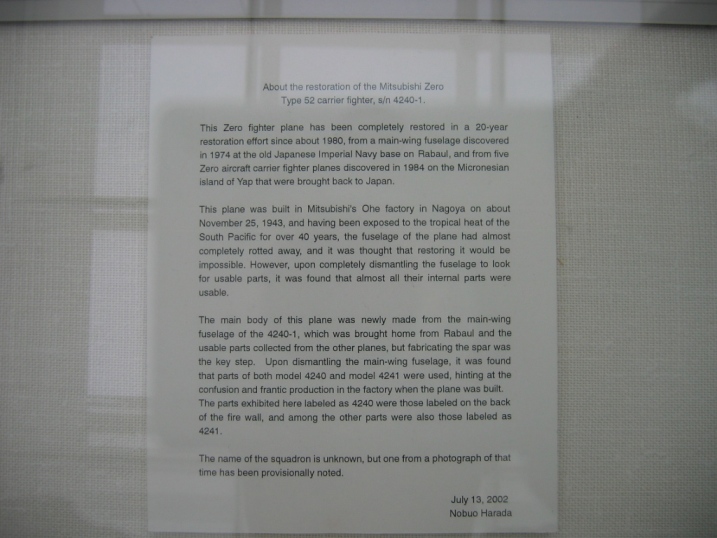 About the restoration of the Mitsubishi Zero
Type 52 carrier fighter, s/n 4240-1.
This Zero fighter plane has been completely restored in a 20-year
restoration effort since about 1980, from a main-wing fuselage discovered
in 1974 at the old Japanese Imperial Navy base on Rabaul, and from five
Zero aircraft carrier fighter planes discovered in 1984 on the Micronesian
island of Yap that were brought back to Japan.
This plane was built in Mitsubishi's Ohe factory in Nagoya on about
November 25, 1943, and having been exposed to the tropical heat of the
South Pacific for over 40 years, the fuselage of the plane had almost
completely rotted away, and it was thought that restoring it would be
impossible. However, upon completely dismantling the fuselage to look
for usable parts, it was found that almost all their internal parts were
usable.
The main body of this plane was newly made from the main-wing
fuselage of the 4240-1, which was brought home from Rabaul and the
usable parts collected from the other planes, but fabricating the spar was
the key step. Upon dismantling the main-wing fuselage, it was found
that parts of both model 4240 and model 4241 were used, hinting at the
confusion and frantic production in the factory when the plane was built.
The parts exhibited here labeled as 4240 were those labeled on the back
of the fire wall, and among the other parts were also those labeled as
4241.
The name of the squadron is unknown, but one from a photograph of that
time has been provisionally noted.
July 13, 2002
Nobuo Harada